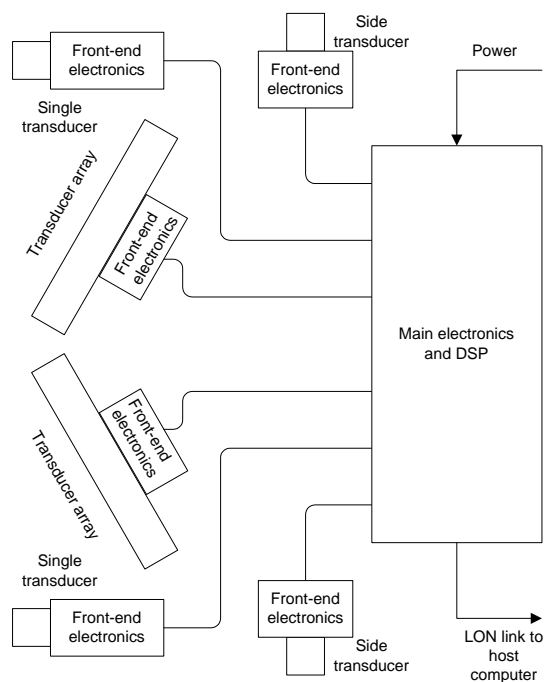 Front-end
electronics
Side
transducer
Front-end
electronics
Power
Single
transducer
Transducer array
Front-end
electronics
Main electronics
and DSP
Front-end
electronics
Transducer array
Single
transducer
Front-end
electronics
Front-end
electronics
Side
transducer
LON link to
host
computer